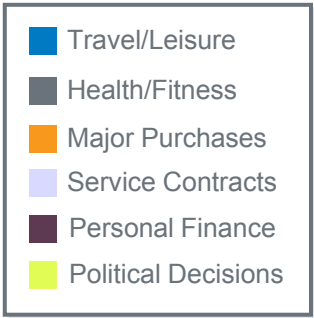 Travel/Leisure
Health/Fitness
Major Purchases
Service Contracts
Personal Finance
Political Decisions